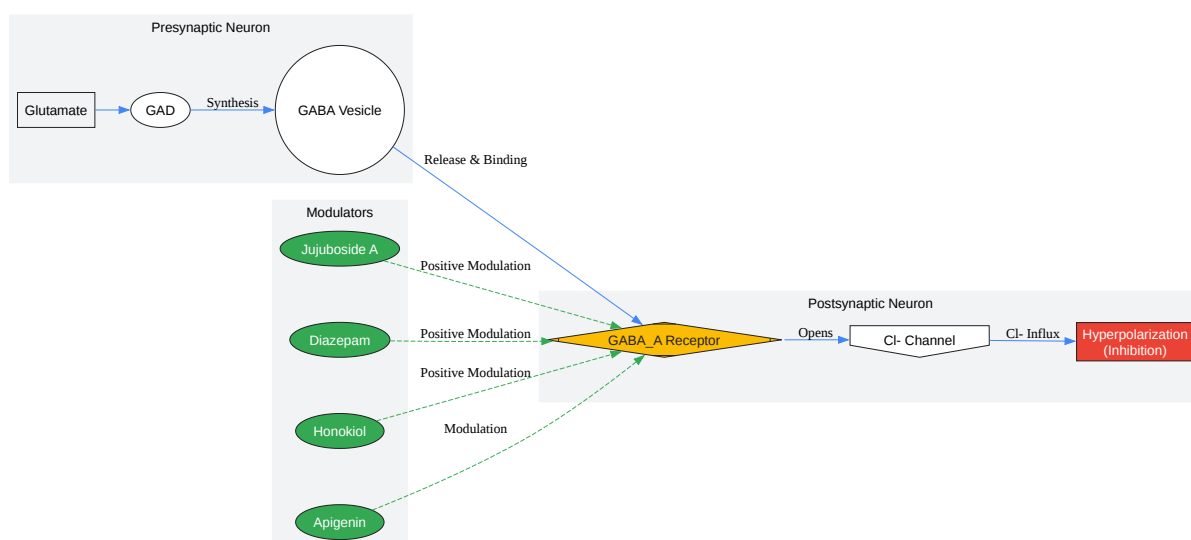 Presynaptic Neuron
Glutamate
GAD
Synthesis
GABA Vesicle
Release & Binding
Modulators
Jujuboside A
Positive Modulation
Diazepam
Positive Modulation
Honokiol
Positive Modulation
Apigenin
Modulation
Postsynaptic Neuron
GABA_A Receptor
Opens
Cl- Channel
Cl- Influx
Hyperpolarization
(Inhibition)